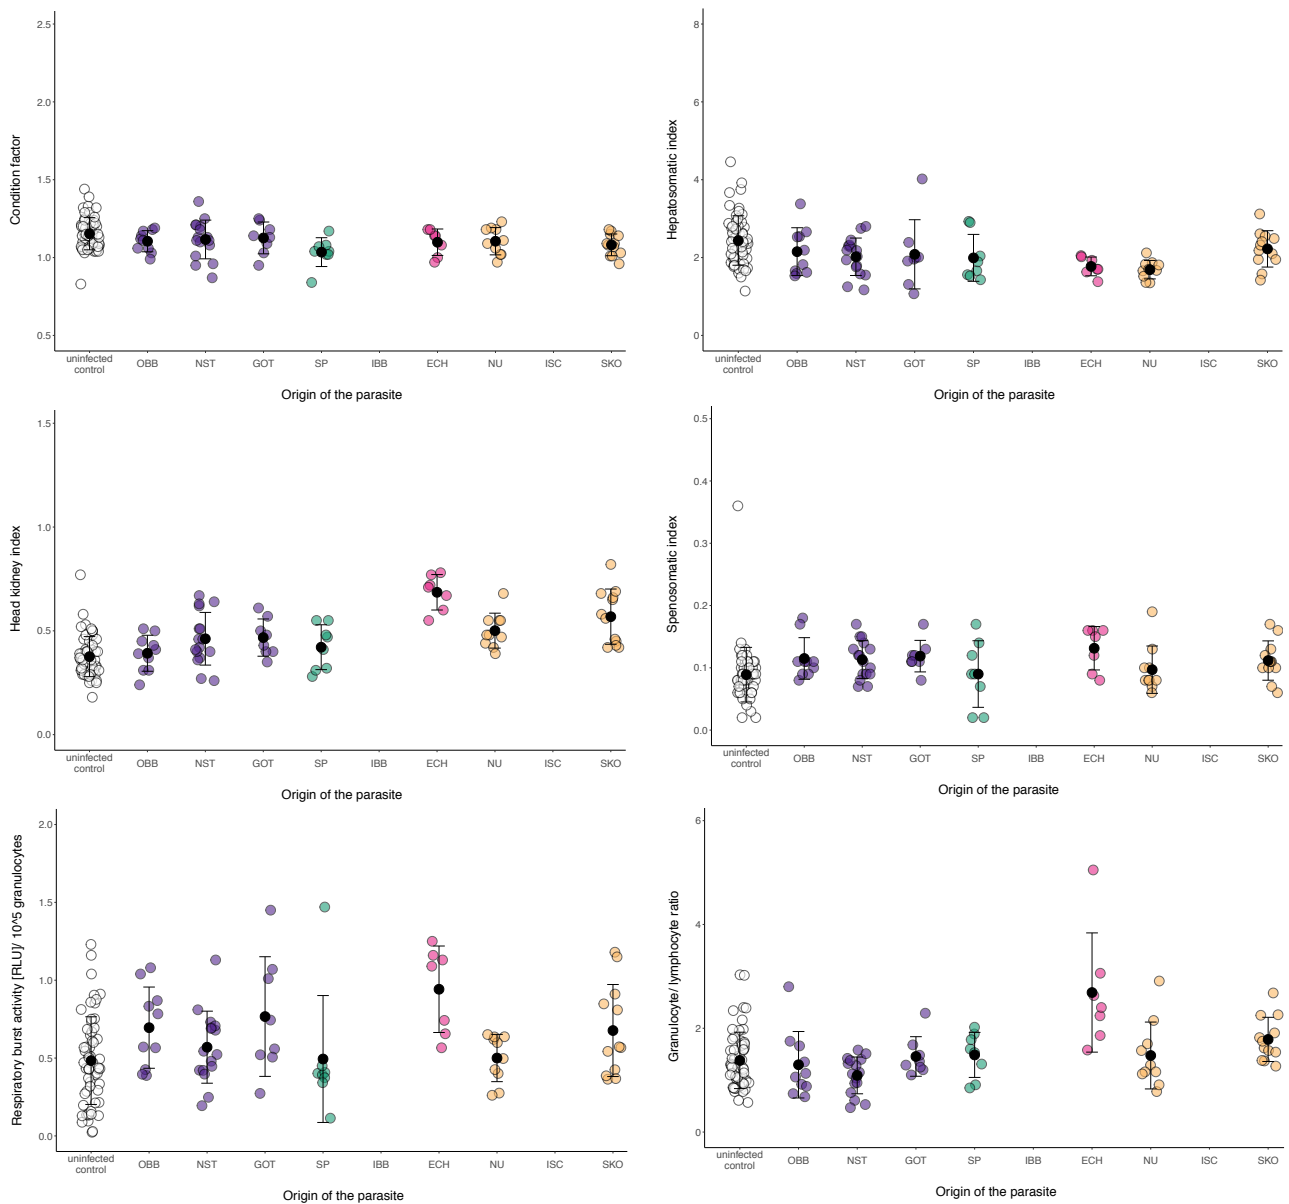 2.5
2.0
1.5
1.0
0.5
Condition factor
uninfected
control
OBB NST GOT SP IBB ECH NU ISC SKO
Origin of the parasite
8
6
4
2
0
Hepatosomatic index
uninfected
control
OBB NST GOT SP IBB ECH NU ISC SKO
Origin of the parasite
1.5
1.0
0.5
0.0
Head kidney index
uninfected
control
OBB NST GOT SP IBB ECH NU ISC SKO
Origin of the parasite
0.5
0.4
0.3
0.2
0.1
0.0
Spenosomatic index
uninfected
control
OBB NST GOT SP IBB ECH NU ISC SKO
Origin of the parasite
2.0
1.5
1.0
0.5
0.0
Respiratory burst activity [RLU]/ 10^5 granulocytes
uninfected
control
OBB NST GOT SP IBB ECH NU ISC SKO
Origin of the parasite
6
4
2
0
Granulocyte/ lymphocyte ratio
uninfected
control
OBB NST GOT SP IBB ECH NU ISC SKO
Origin of the parasite